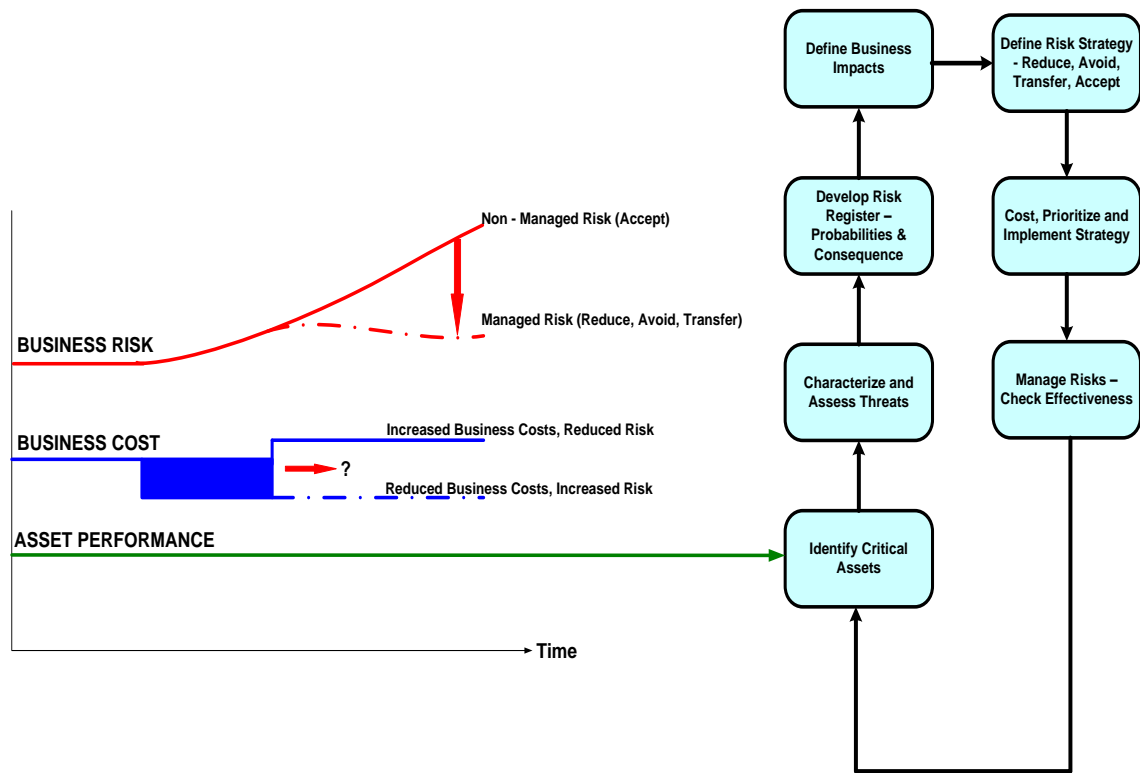 Define Business
Impacts
Define Risk Strategy
- Reduce, Avoid,
Transfer, Accept
Develop Risk
Register –
Probabilities &
Consequence
Cost, Prioritize and
Implement Strategy
Non - Managed Risk (Accept)
Managed Risk (Reduce, Avoid, Transfer)
BUSINESS RISK
Characterize and
Assess Threats
Manage Risks –
Check Effectiveness
Increased Business Costs, Reduced Risk
BUSINESS COST
?
Reduced Business Costs, Increased Risk
ASSET PERFORMANCE
Identify Critical
Assets
Time